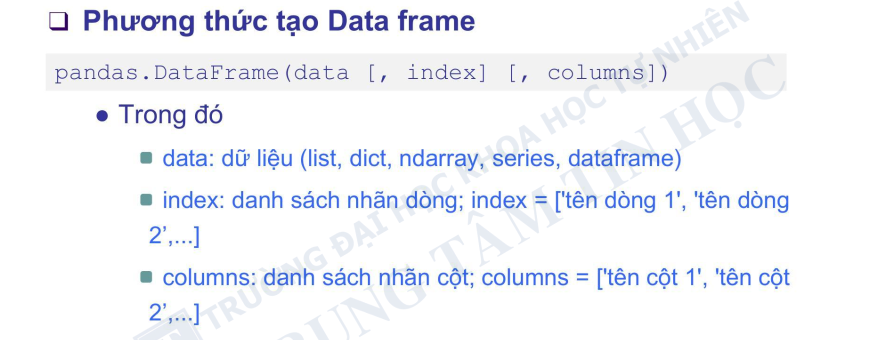 ❑ Phương thức tạo Data frame
pandas.DataFrame(data [, index] [, columns])
● Trong đó
■ data: dữ liệu (list, dict, ndarray, series, dataframe)
■ index: danh sách nhãn dòng; index = ['tên dòng 1', 'tên dòng
2’,...]
■ columns: danh sách nhãn cột; columns = ['tên cột 1', 'tên cột
2’,...]
TRƯỜNG ĐẠI HỌC KHOA HỌC TỰ NHIÊN
TRUNG TÂM TIN HỌC